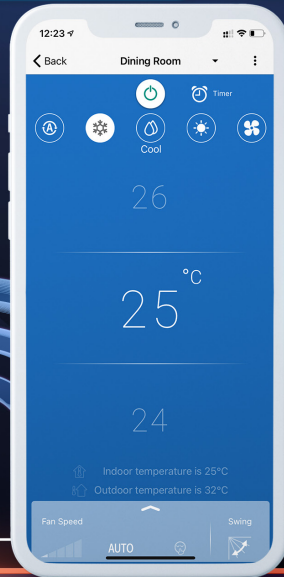 12:23
Back
Dining Room
Timer
A
Cool
26
25 °C
24
Indoor temperature is 25°C
Outdoor temperature is 32°C
Fan Speed
Swing
AUTO